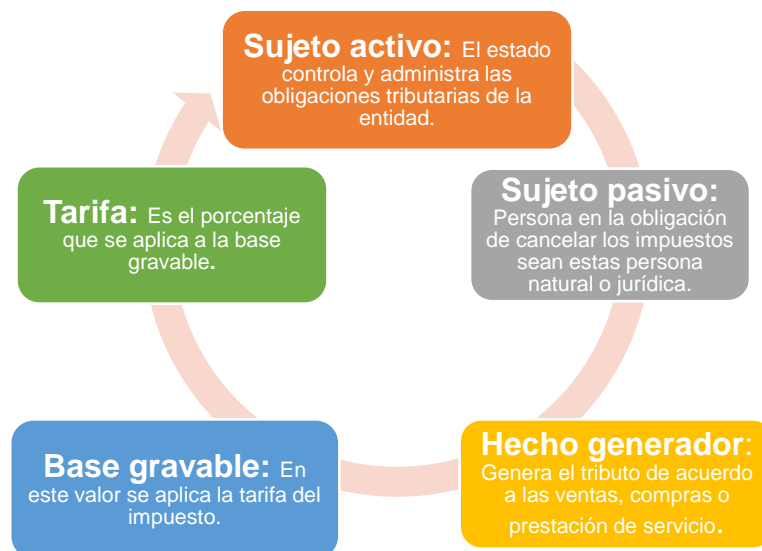 Sujeto activo: El estado
controla y administra las
obligaciones tributarias de la
entidad.
Sujeto pasivo:
Persona en la obligación
de cancelar los impuestos
sean estas persona
natural o jurídica.
Hecho generador:
Genera el tributo de acuerdo
a las ventas, compras o
prestación de servicio.
Base gravable: En
este valor se aplica la tarifa del
impuesto.
Tarifa: Es el porcentaje
que se aplica a la base
gravable.